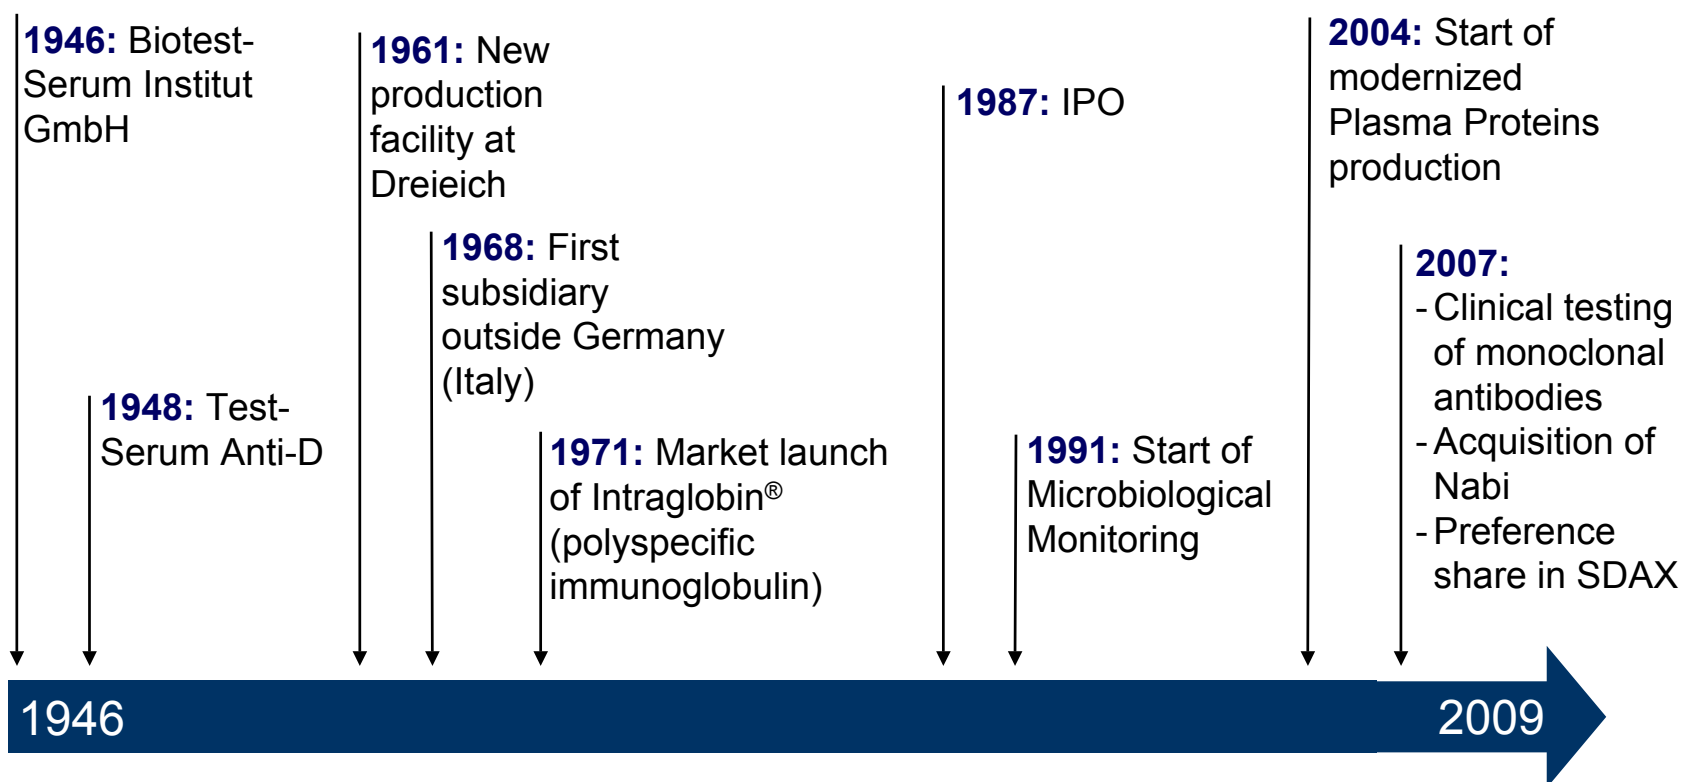 1946: Biotest-
Serum Institut
GmbH
1948: Test-
Serum Anti-D
1961: New
production
facility at
Dreieich
1968: First
subsidiary
outside Germany
(Italy)
1971: Market launch
of Intraglobin®
(polyspecific
immunoglobulin)
1987: IPO
1991: Start of
Microbiological
Monitoring
2004: Start of
modernized
Plasma Proteins
production
2007:
- Clinical testing
of monoclonal
antibodies
- Acquisition of
Nabi
- Preference
share in SDAX
1946
2009